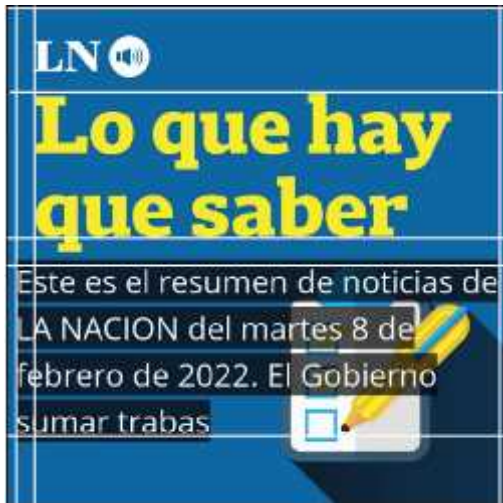 LN
Lo que hay
que saber
Este es el resumen de noticias de
LA NACION del martes 8 de
febrero de 2022. El Gobierno
sumar trabas